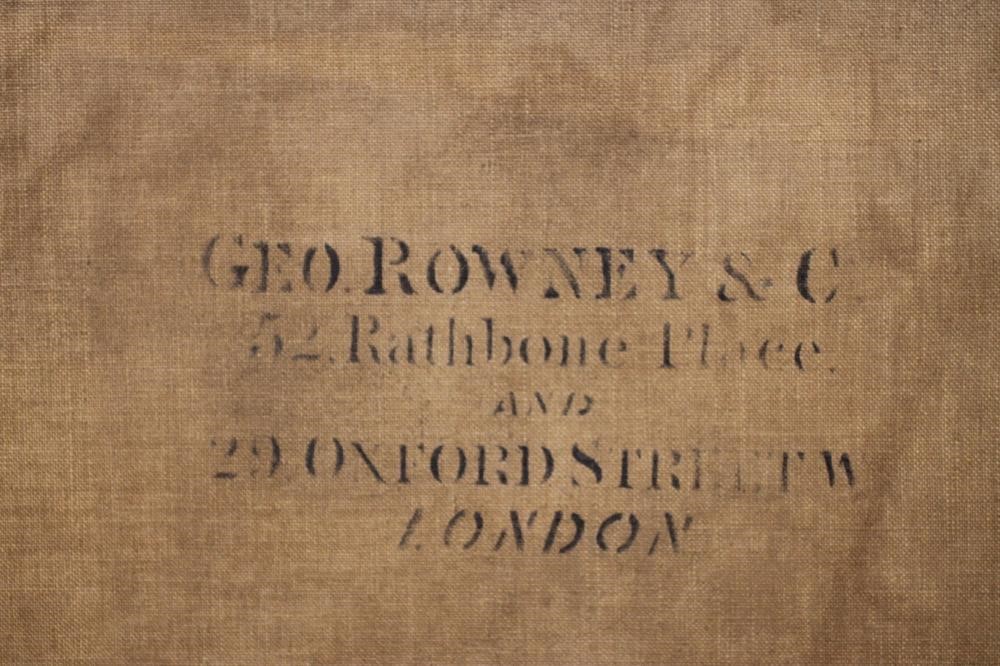 GEO. ROWNEY & C
52. Rathbone Place.
AND
29. OXFORD STREET W
LONDON